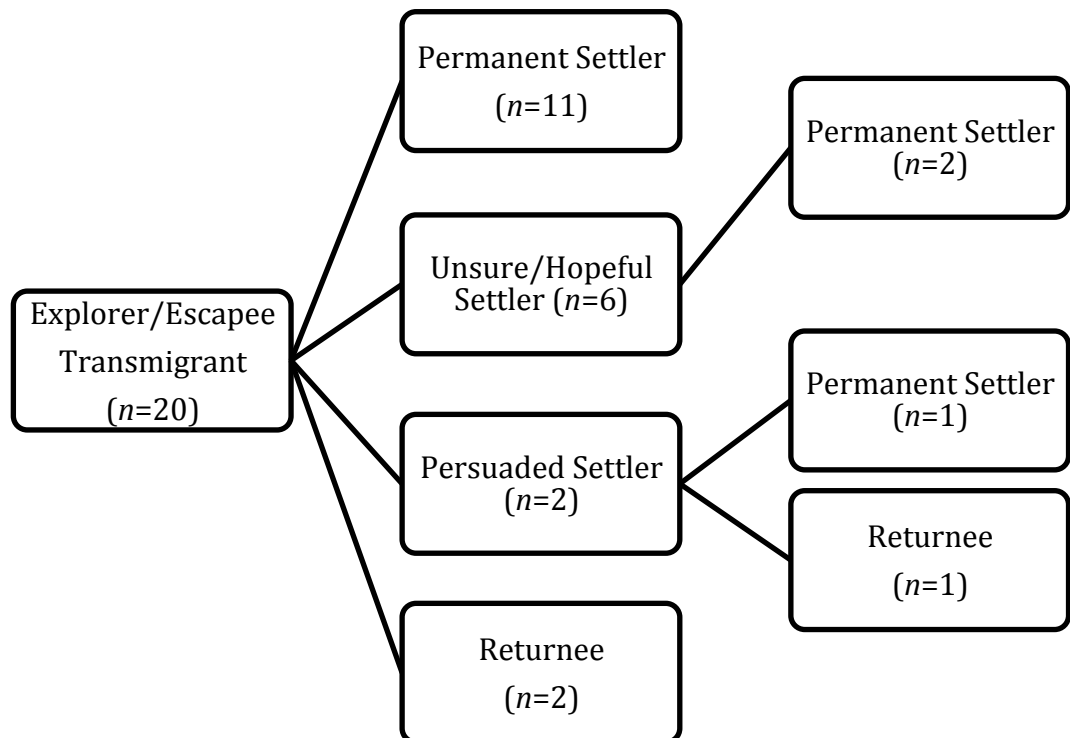 Explorer/Escapee
Transmigrant
(n=20)
Permanent Settler
(n=11)
Unsure/Hopeful
Settler (n=6)
Persuaded Settler
(n=2)
Returnee
(n=2)
Permanent Settler
(n=2)
Permanent Settler
(n=1)
Returnee
(n=1)